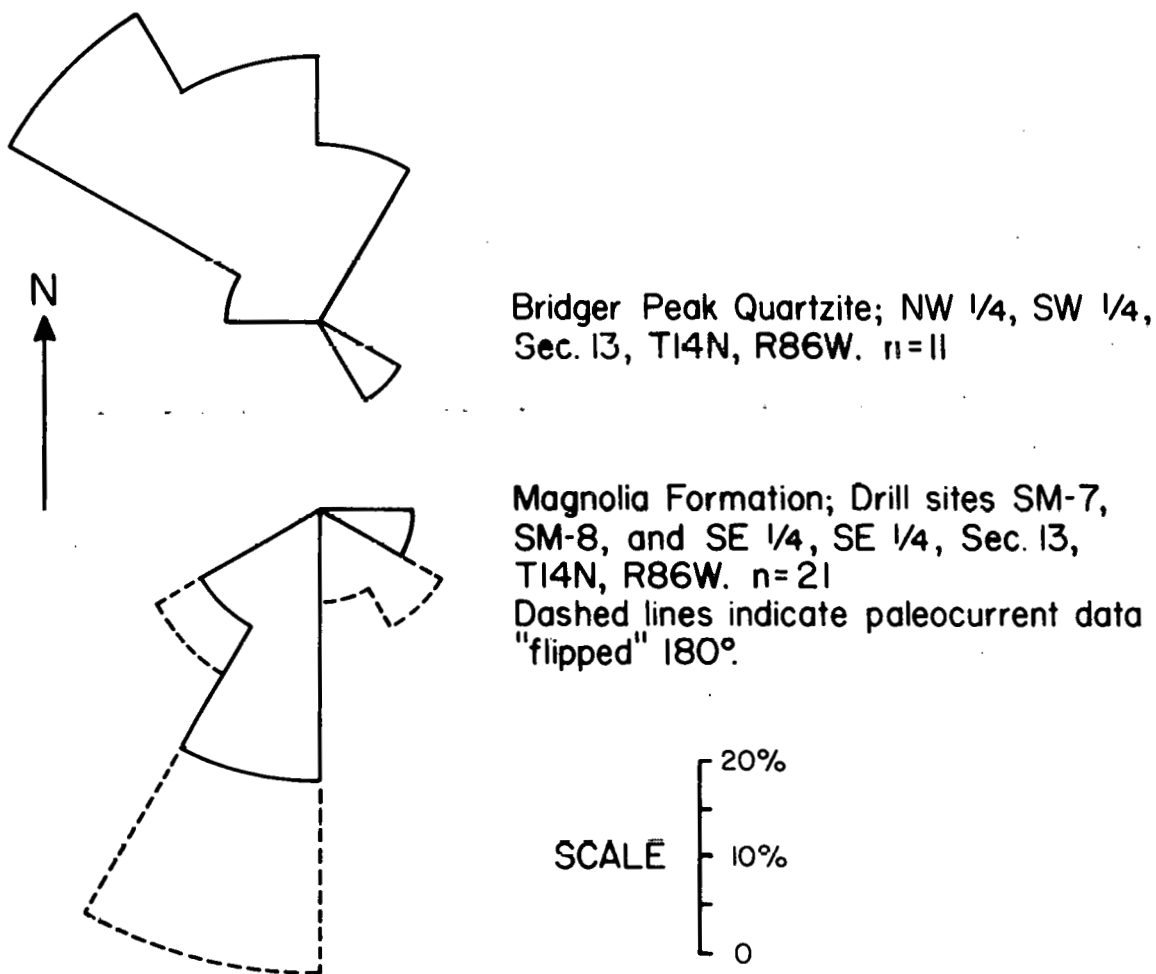 N
Bridger Peak Quartzite; NW 1/4, SW 1/4,
Sec. 13, T14N, R86W. n=11
Magnolia Formation; Drill sites SM-7,
SM-8, and SE 1/4, SE 1/4, Sec. 13,
T14N, R86W. n=21
Dashed lines indicate paleocurrent data
"flipped" 180°.
20%
SCALE
10%
0